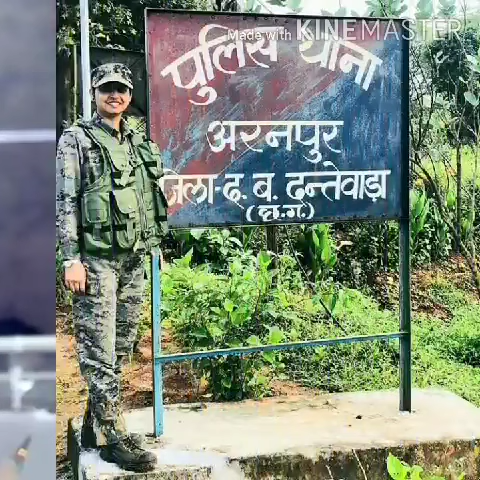 Made with KINEMASTER
पुलिस थाना
अरनपुर
जिला-द. ब. दन्तेवाड़ा
(छ.ग.)